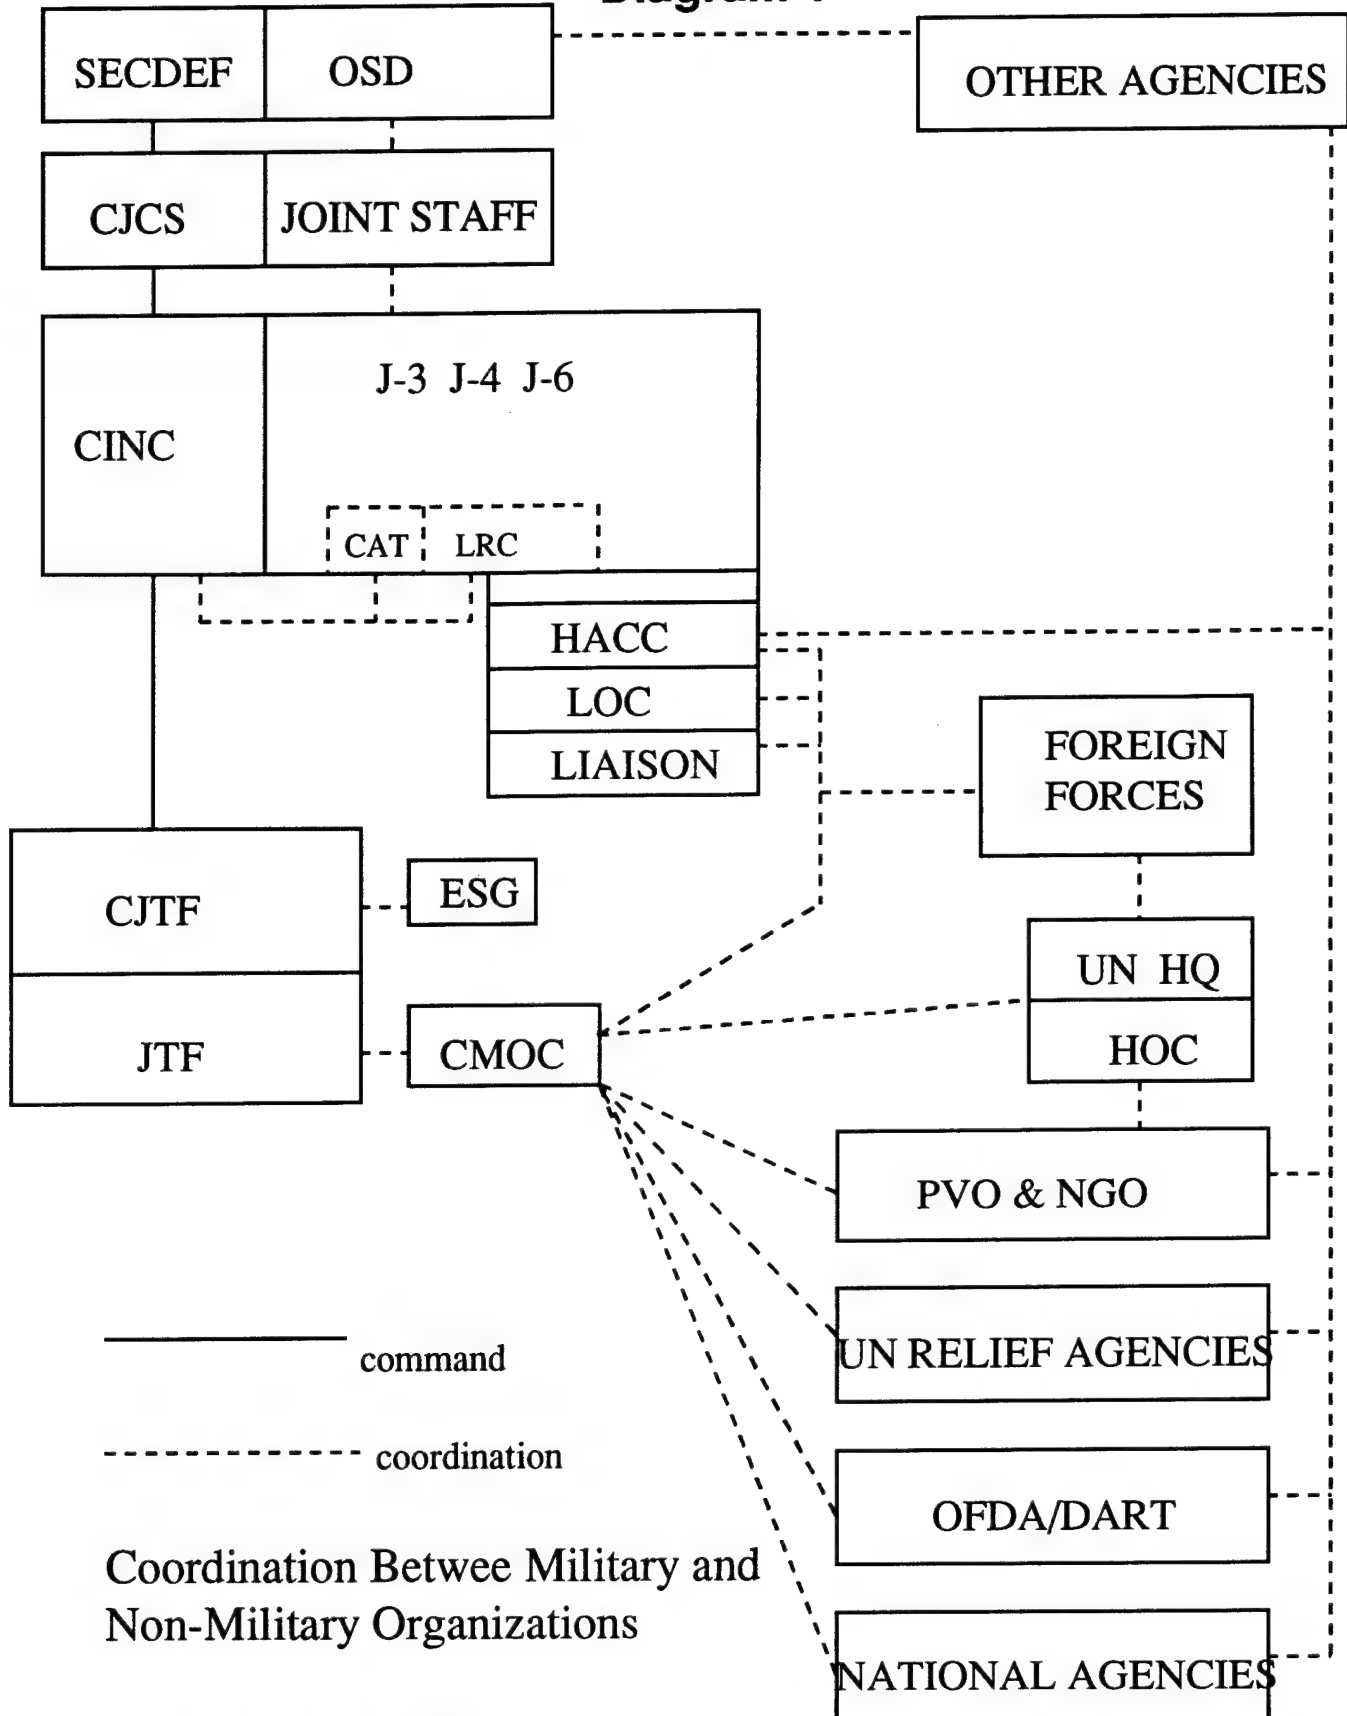 SECDEF OSD
OTHER AGENCIES
CJCS JOINT STAFF
J-3 J-4 J-6
CINC
CAT LRC
HACC
LOC
LIAISON
FOREIGN
FORCES
CJTF
ESG
UN HQ
JTF
CMOC
HOC
PVO & NGO
UN RELIEF AGENCIES
command
coordination
OFDA/DART
Coordination Betwee Military and
Non-Military Organizations
NATIONAL AGENCIES